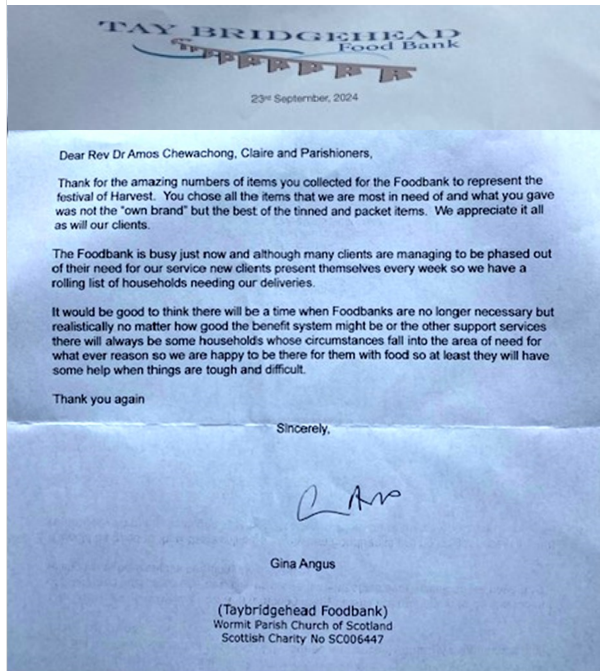 TAY BRIDGEHEAD
Food Bank
23rd September, 2024
Dear Rev Dr Amos Chewachong, Claire and Parishioners,
Thank for the amazing numbers of items you collected for the Foodbank to represent the
festival of Harvest. You chose all the items that we are most in need of and what you gave
was not the "own brand" but the best of the tinned and packet items. We appreciate it all
as will our clients.
The Foodbank is busy just now and although many clients are managing to be phased out
of their need for our service new clients present themselves every week so we have a
rolling list of households needing our deliveries.
It would be good to think there will be a time when Foodbanks are no longer necessary but
realistically no matter how good the benefit system might be or the other support services
there will always be some households whose circumstances fall into the area of need for
what ever reason so we are happy to be there for them with food so at least they will have
some help when things are tough and difficult.
Thank you again
Sincerely,
Gina Angus
(Taybridgehead Foodbank)
Wormit Parish Church of Scotland
Scottish Charity No SC006447